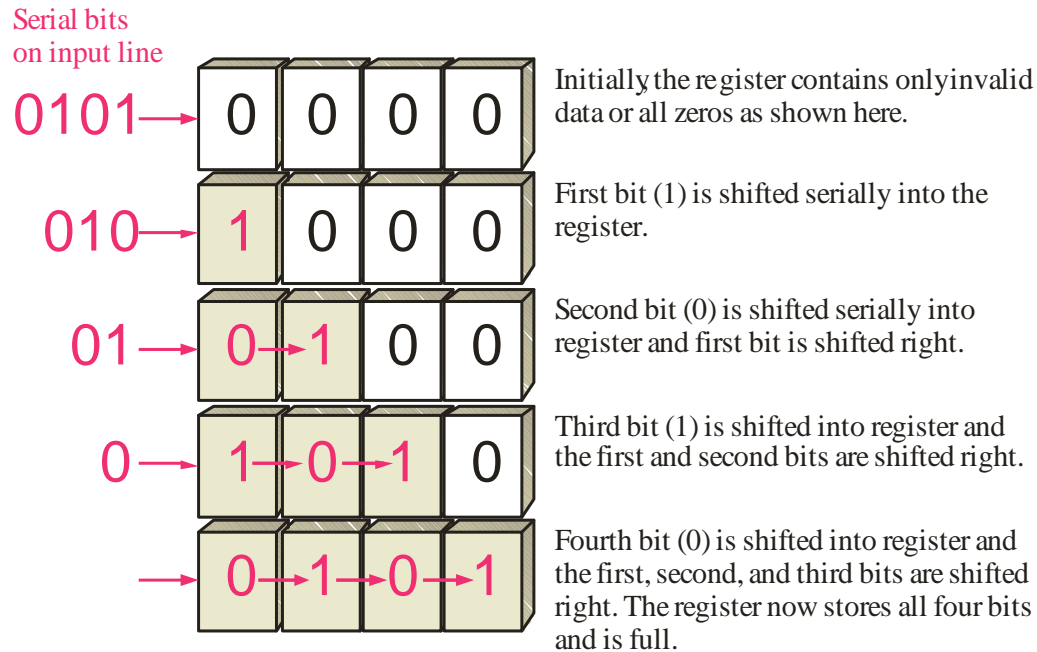 Serial bits
on input line
0101 0 0 0 0
Initially, the register contains only invalid
data or all zeros as shown here.
010 1 0 0 0
First bit (1) is shifted serially into the
register.
01 0 1 0 0
Second bit (0) is shifted serially into
register and first bit is shifted right.
0 1 0 1 0
Third bit (1) is shifted into register and
the first and second bits are shifted right.
0 1 0 1
Fourth bit (0) is shifted into register and
the first, second, and third bits are shifted
right. The register now stores all four bits
and is full.